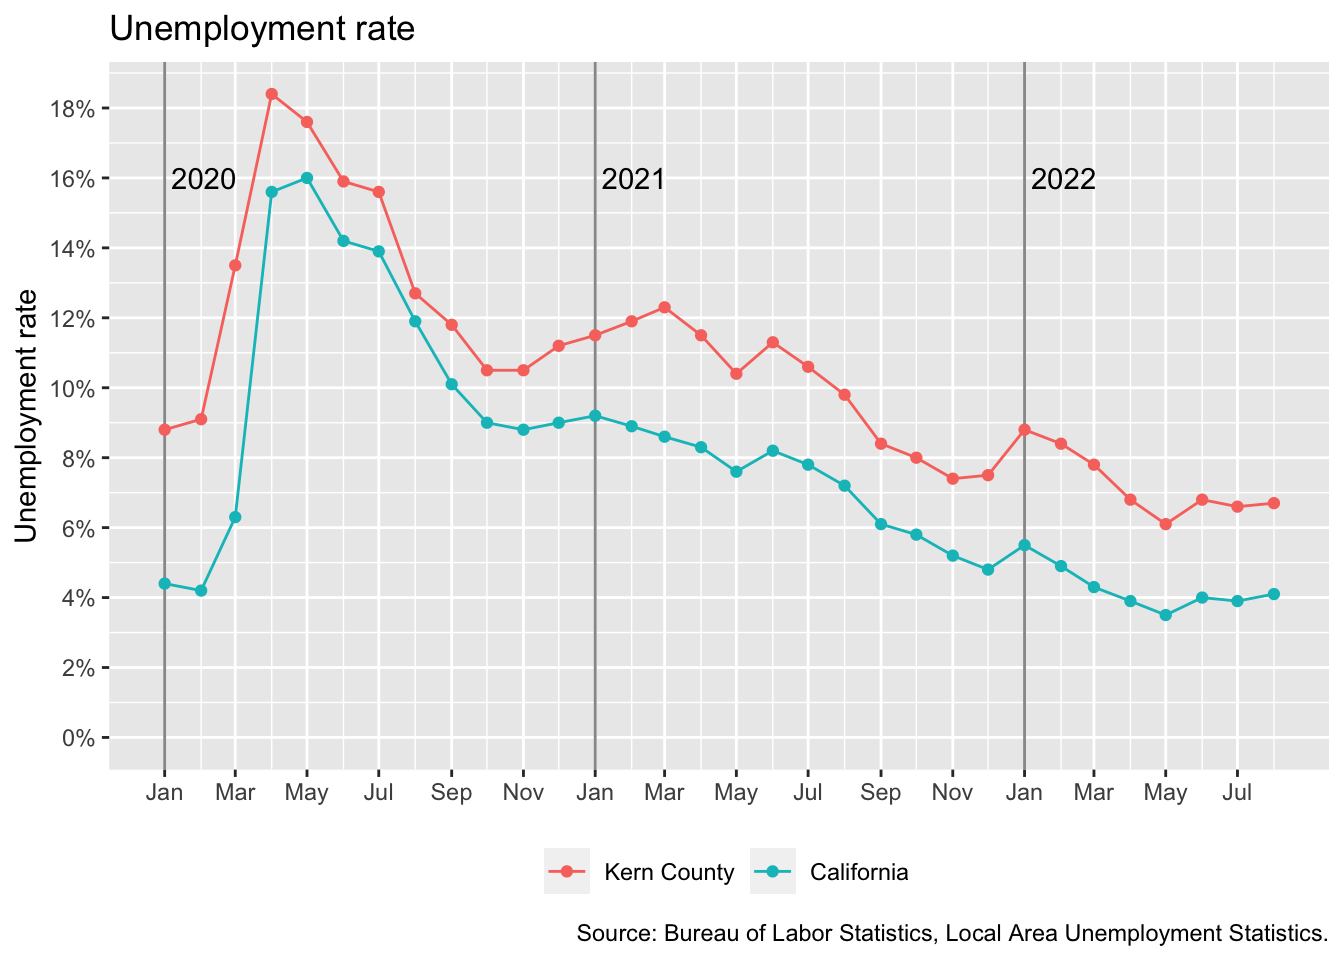 Unemployment rate
18%
16%
14%
12%
10%
8%
6%
4%
2%
0%
Unemployment rate
2020
2021
2022
Jan Mar May Jul Sep Nov Jan Mar May Jul Sep Nov Jan Mar May Jul
Kern County California
Source: Bureau of Labor Statistics, Local Area Unemployment Statistics.